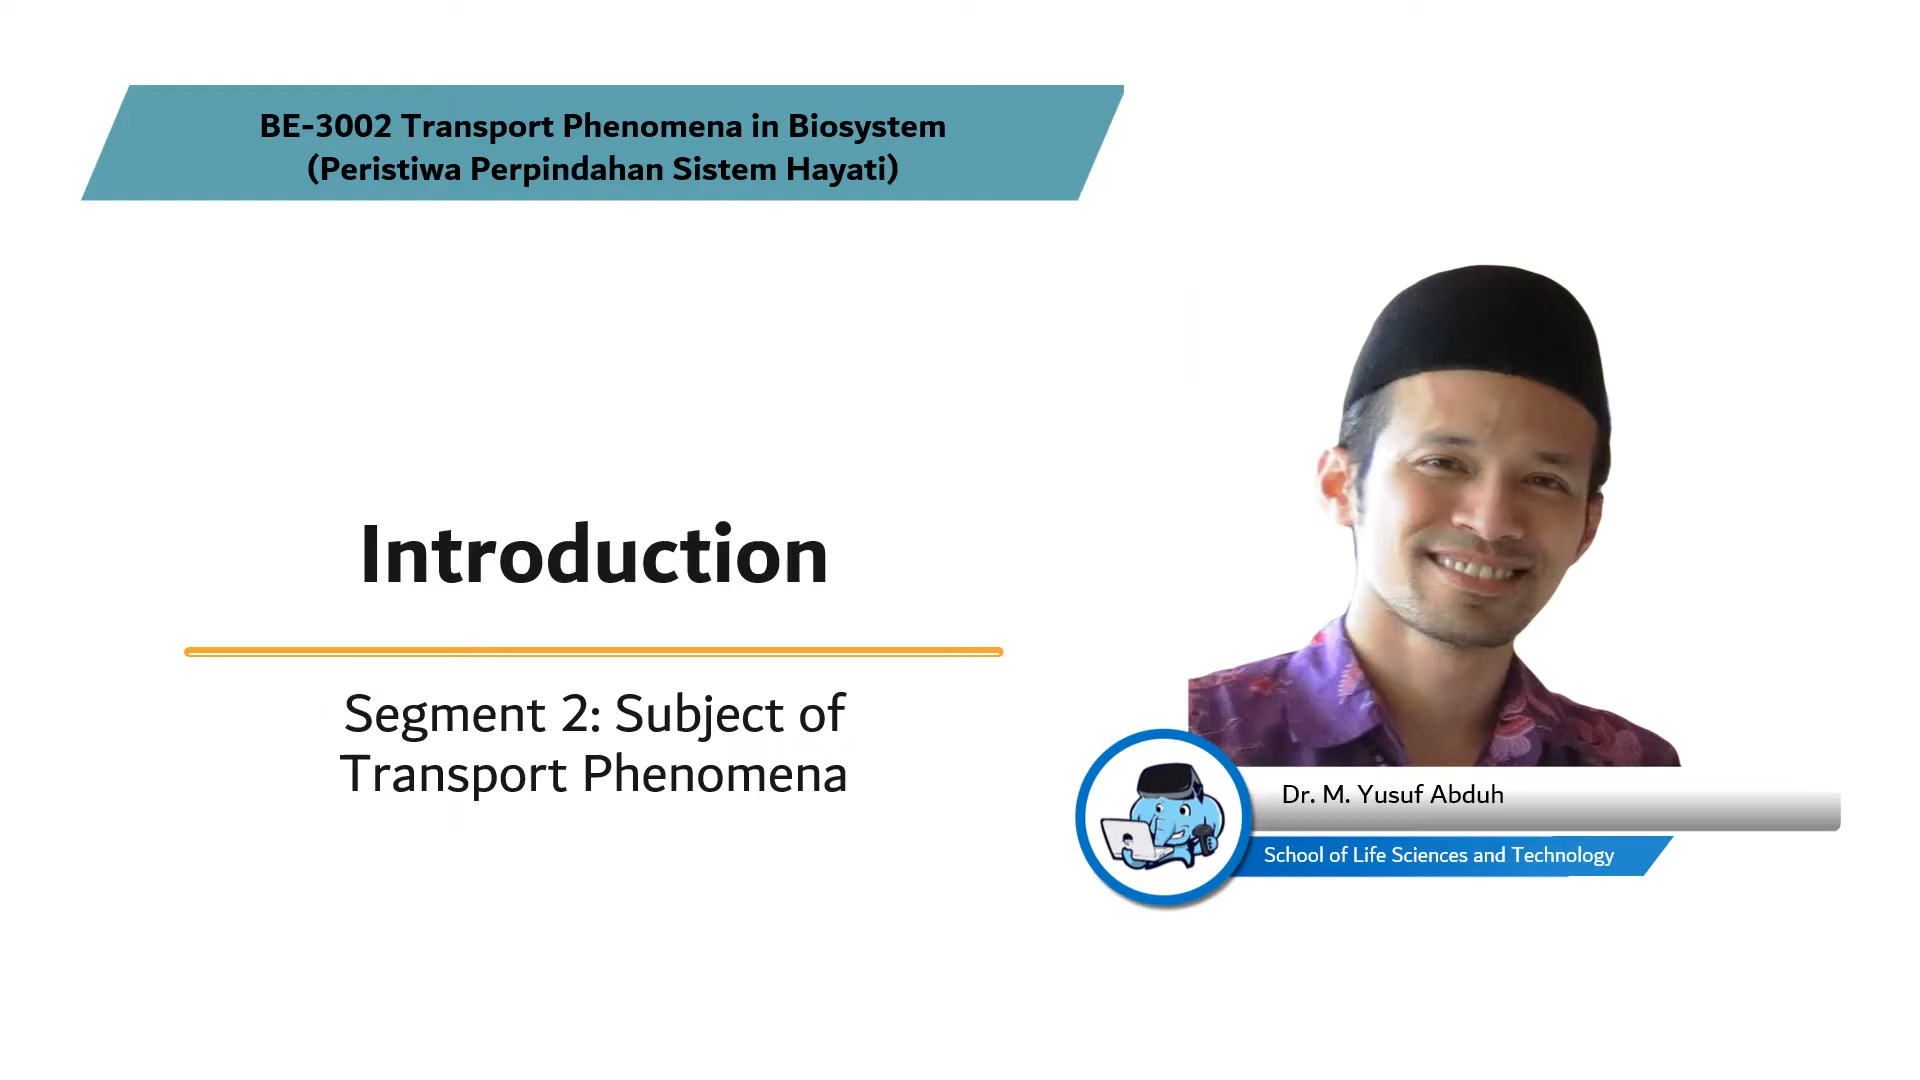 BE-3002 Transport Phenomena in Biosystem
(Peristiwa Perpindahan Sistem Hayati)
Introduction
Segment 2: Subject of
Transport Phenomena
Dr. M. Yusuf Abduh
School of Life Sciences and Technology